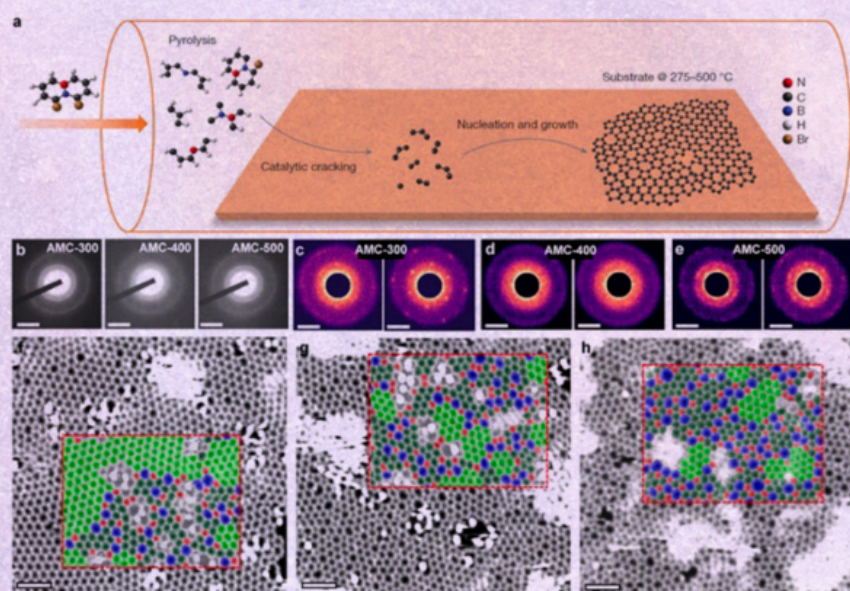 a
Pyrolysis
Substrate @ 275–500 °C
N
C
B
H
Br
Nucleation and growth
Catalytic cracking
b
AMC-300
AMC-400
AMC-500
c
AMC-300
d
AMC-400
e
AMC-500
f
g
h